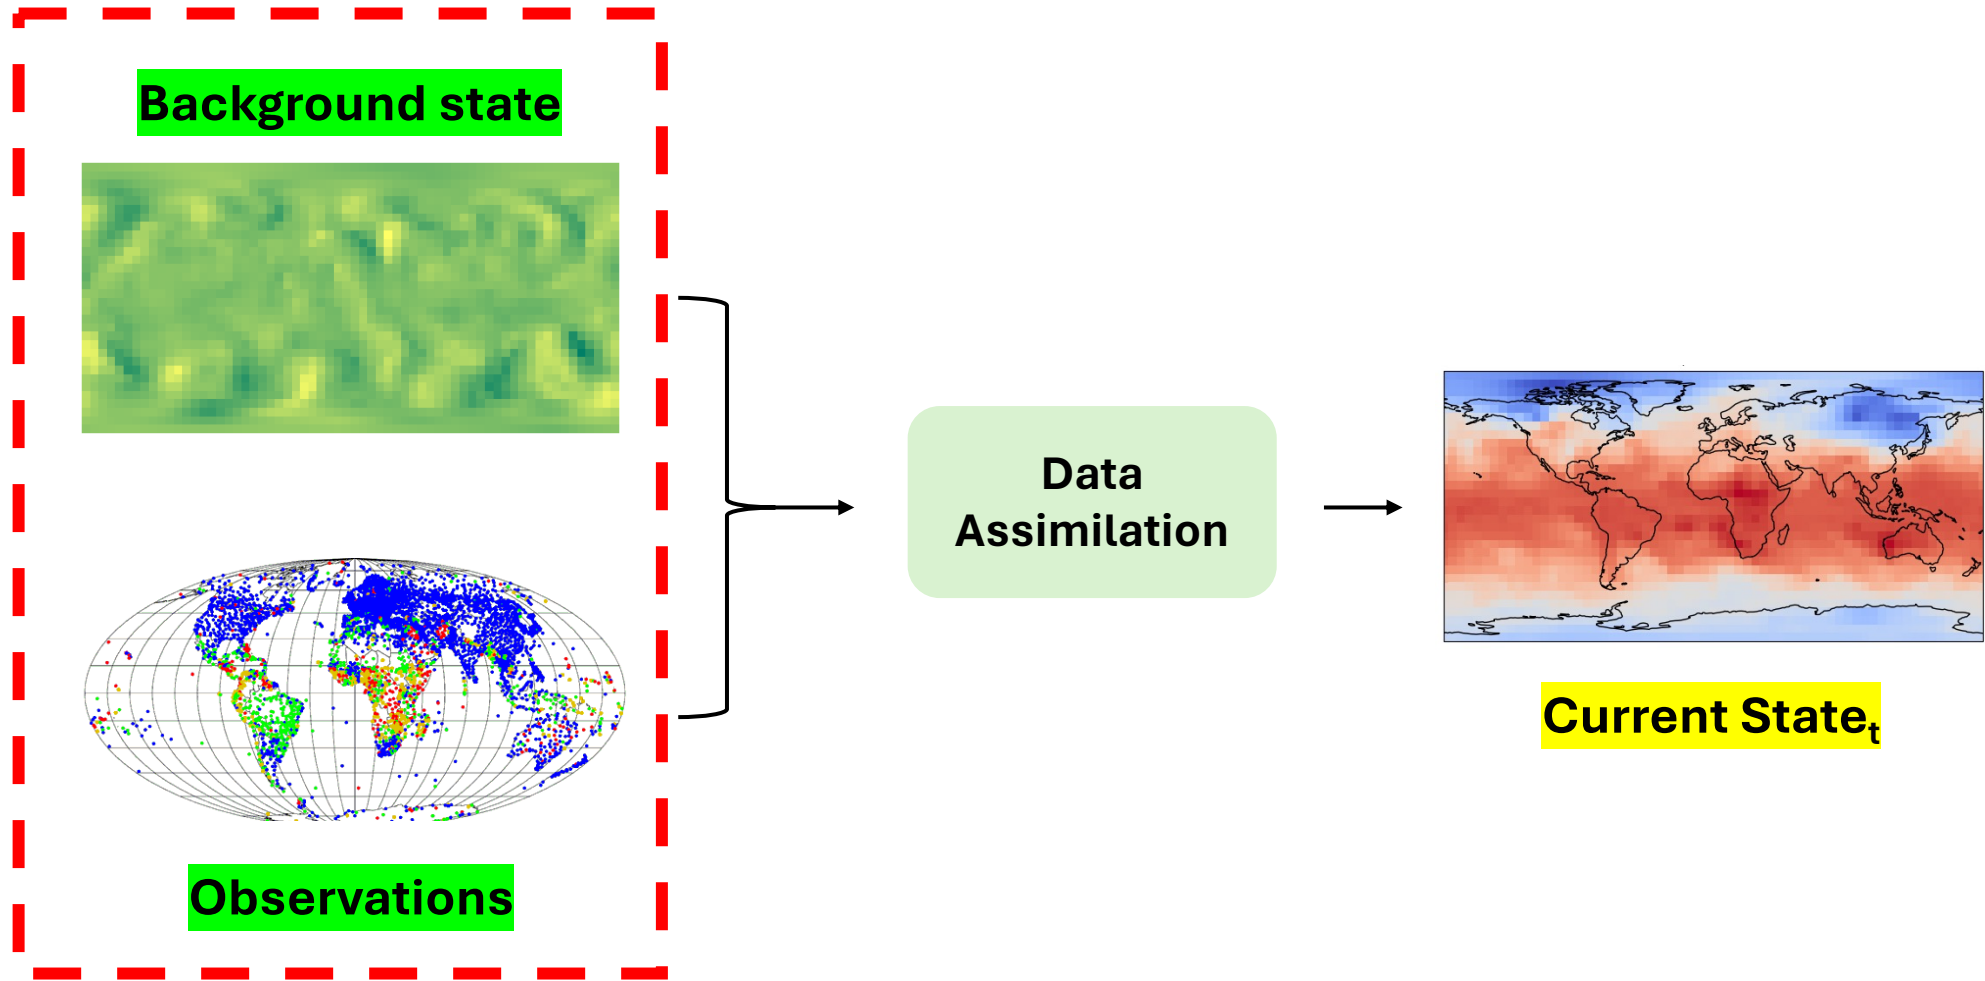 Background state
Observations
Data
Assimilation
Current Stateₜ